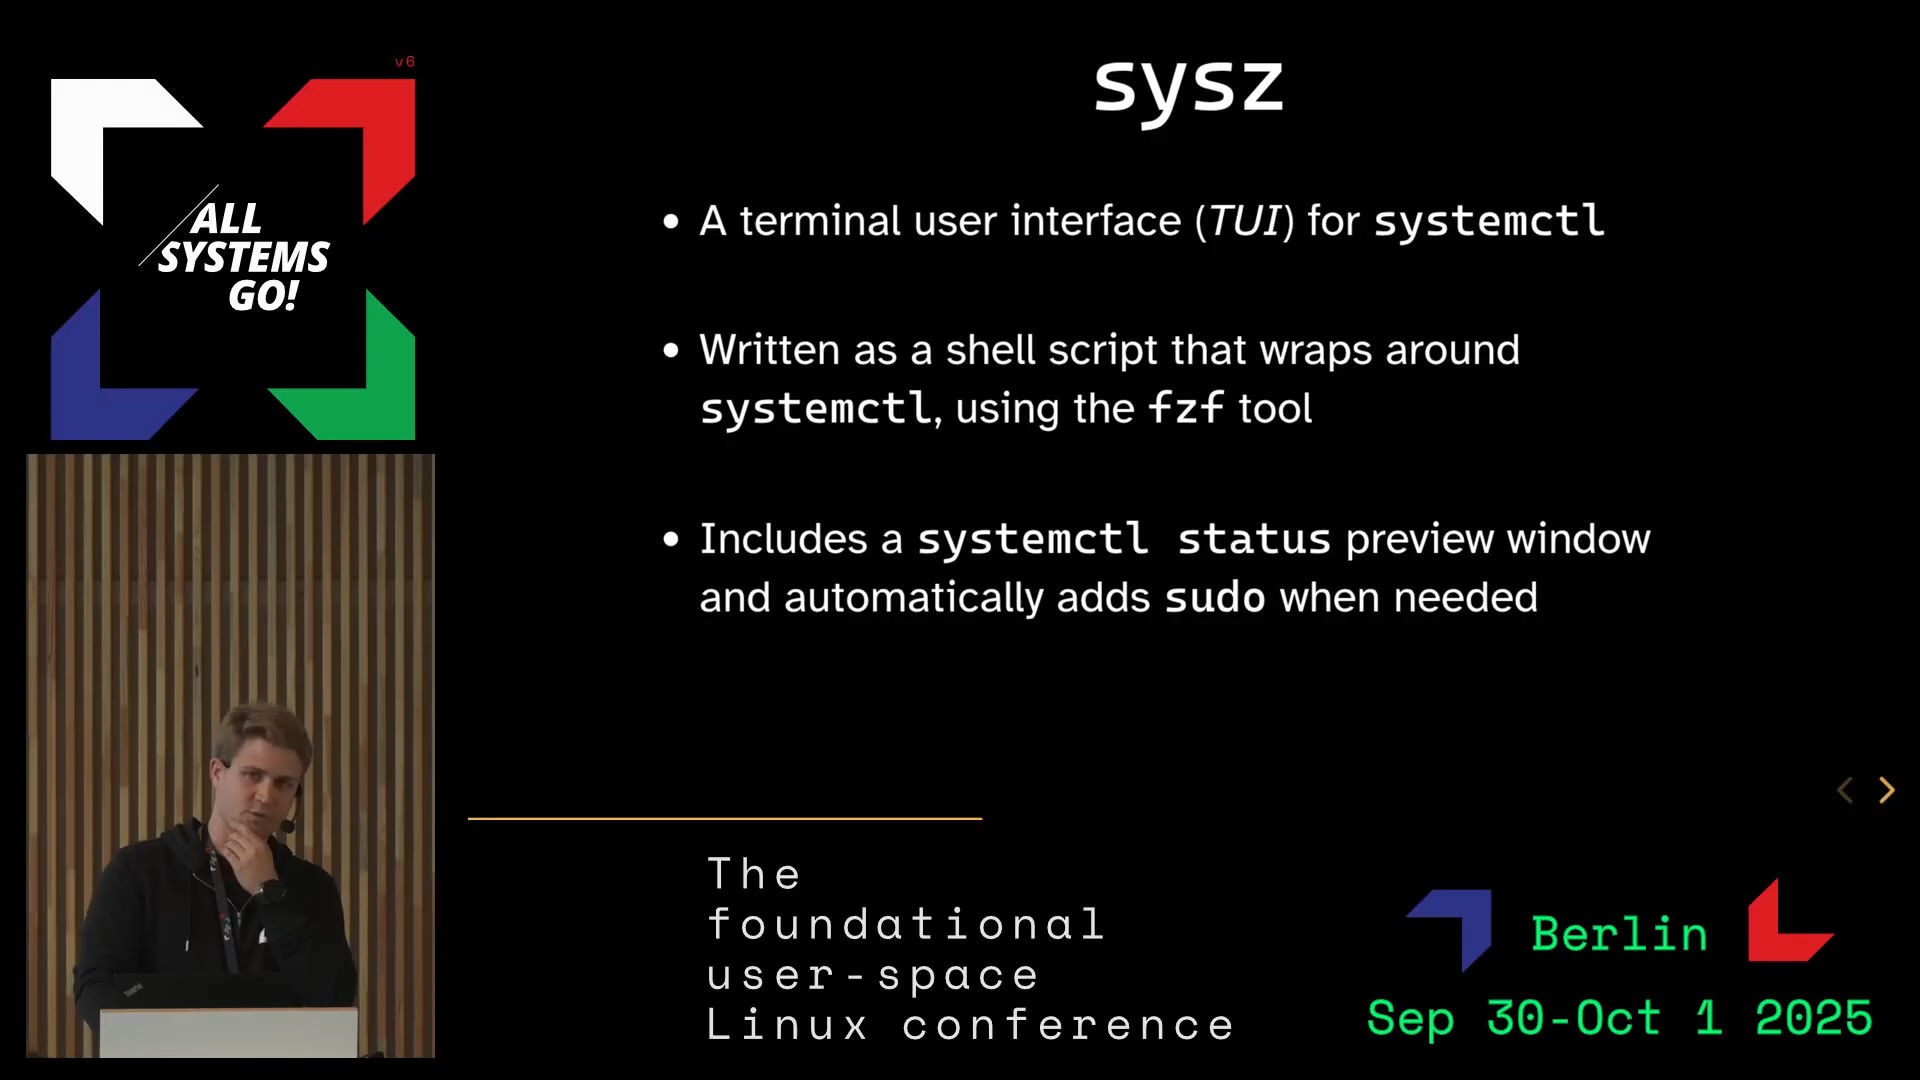 v6
ALL
SYSTEMS
GO!
sysz
• A terminal user interface (TUI) for systemctl
• Written as a shell script that wraps around
systemctl, using the fzf tool
• Includes a systemctl status preview window
and automatically adds sudo when needed
ThinkPad
The
foundational
user-space
Linux conference
Berlin
Sep 30-Oct 1 2025